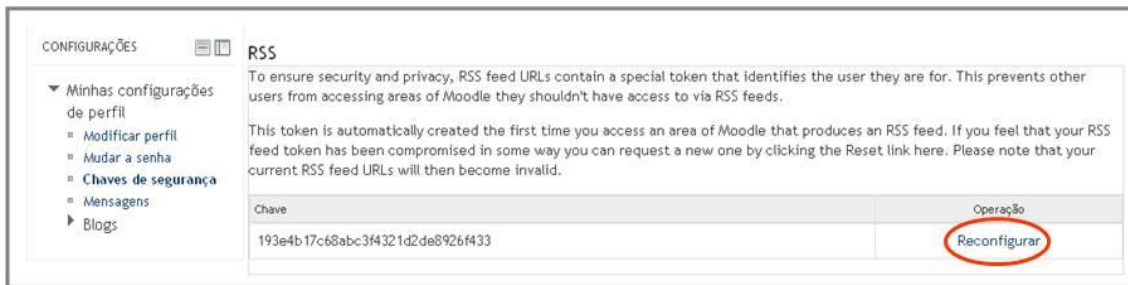 CONFIGURAÇÕES
Minhas configurações
de perfil
Modificar perfil
Mudar a senha
Chaves de segurança
Mensagens
Blogs
RSS
To ensure security and privacy, RSS feed URLs contain a special token that identifies the user they are for. This prevents other
users from accessing areas of Moodle they shouldn't have access to via RSS feeds.
This token is automatically created the first time you access an area of Moodle that produces an RSS feed. If you feel that your RSS
feed token has been compromised in some way you can request a new one by clicking the Reset link here. Please note that your
current RSS feed URLs will then become invalid.
Chave Operação
193e4b17c68abc3f4321d2de8926f433 Reconfigurar